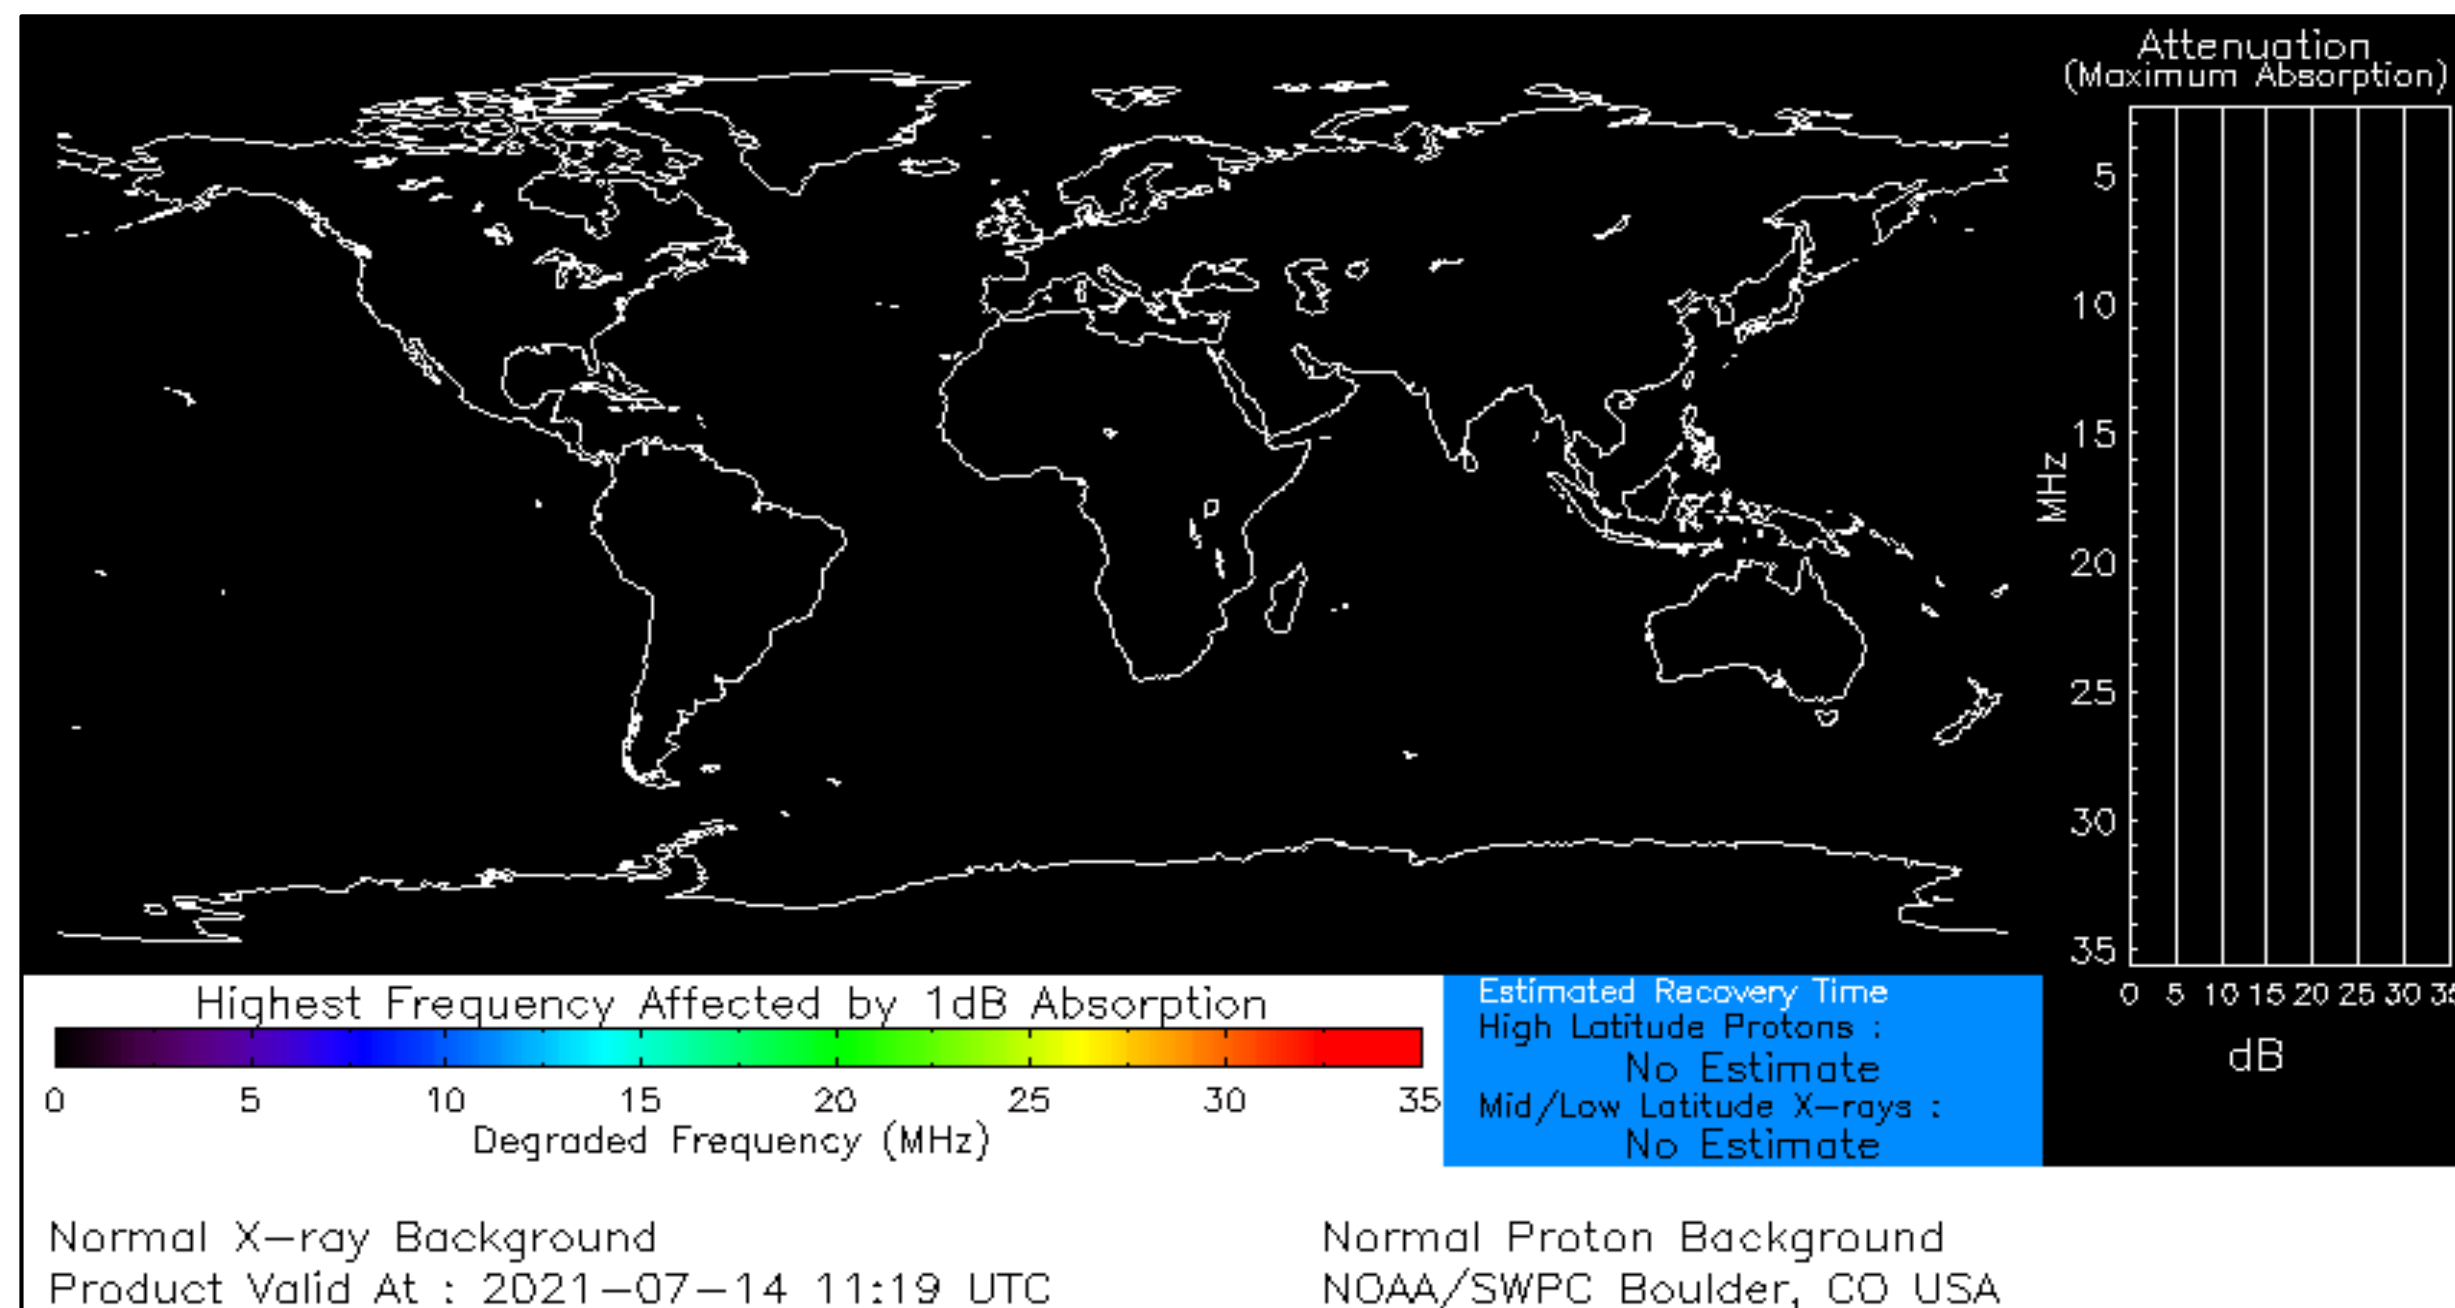 Attenuation
(Maximum Absorption)
5
10
15
20
25
30
35
MHz
0 5 10 15 20 25 30 35
dB
Highest Frequency Affected by 1dB Absorption
0 5 10 15 20 25 30 35
Degraded Frequency (MHz)
Estimated Recovery Time
High Latitude Protons :
No Estimate
Mid/Low Latitude X-rays :
No Estimate
Normal X-ray Background
Normal Proton Background
Product Valid At : 2021-07-14 11:19 UTC
NOAA/SWPC Boulder, CO USA